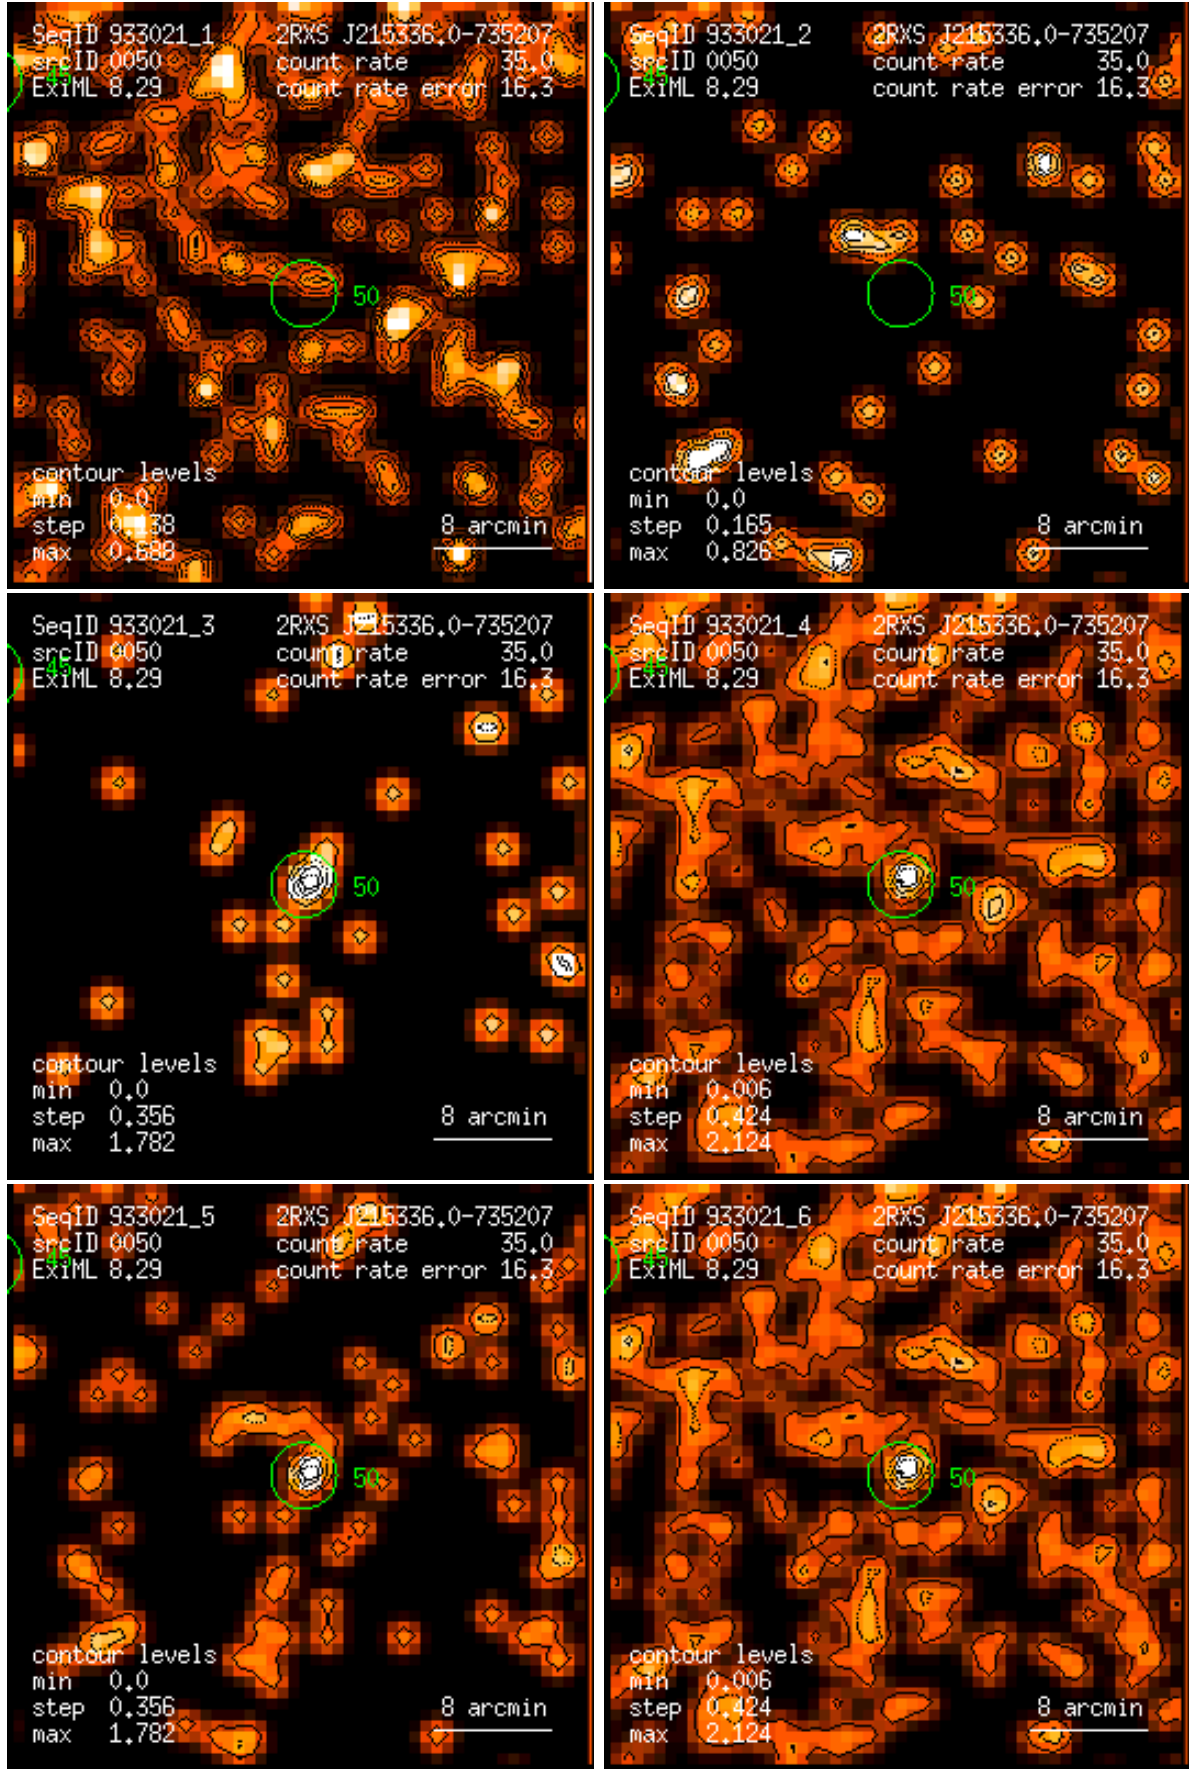 SeqID 933021_1 2RXS J215336.0-735207
srcID 0050 count rate 35.0
ExiML 8.29 count rate error 16.3
45
50
contour levels
min 0.0
step 0.138
max 0.688
8 arcmin
SeqID 933021_2 2RXS J215336.0-735207
srcID 0050 count rate 35.0
ExiML 8.29 count rate error 16.3
45
50
contour levels
min 0.0
step 0.165
max 0.826
8 arcmin
SeqID 933021_3 2RXS J215336.0-735207
srcID 0050 count rate 35.0
ExiML 8.29 count rate error 16.3
45
50
contour levels
min 0.0
step 0.356
max 1.782
8 arcmin
SeqID 933021_4 2RXS J215336.0-735207
srcID 0050 count rate 35.0
ExiML 8.29 count rate error 16.3
45
50
contour levels
min 0.006
step 0.424
max 2.124
8 arcmin
SeqID 933021_5 2RXS J215336.0-735207
srcID 0050 count rate 35.0
ExiML 8.29 count rate error 16.3
45
50
contour levels
min 0.0
step 0.356
max 1.782
8 arcmin
SeqID 933021_6 2RXS J215336.0-735207
srcID 0050 count rate 35.0
ExiML 8.29 count rate error 16.3
45
50
contour levels
min 0.006
step 0.424
max 2.124
8 arcmin